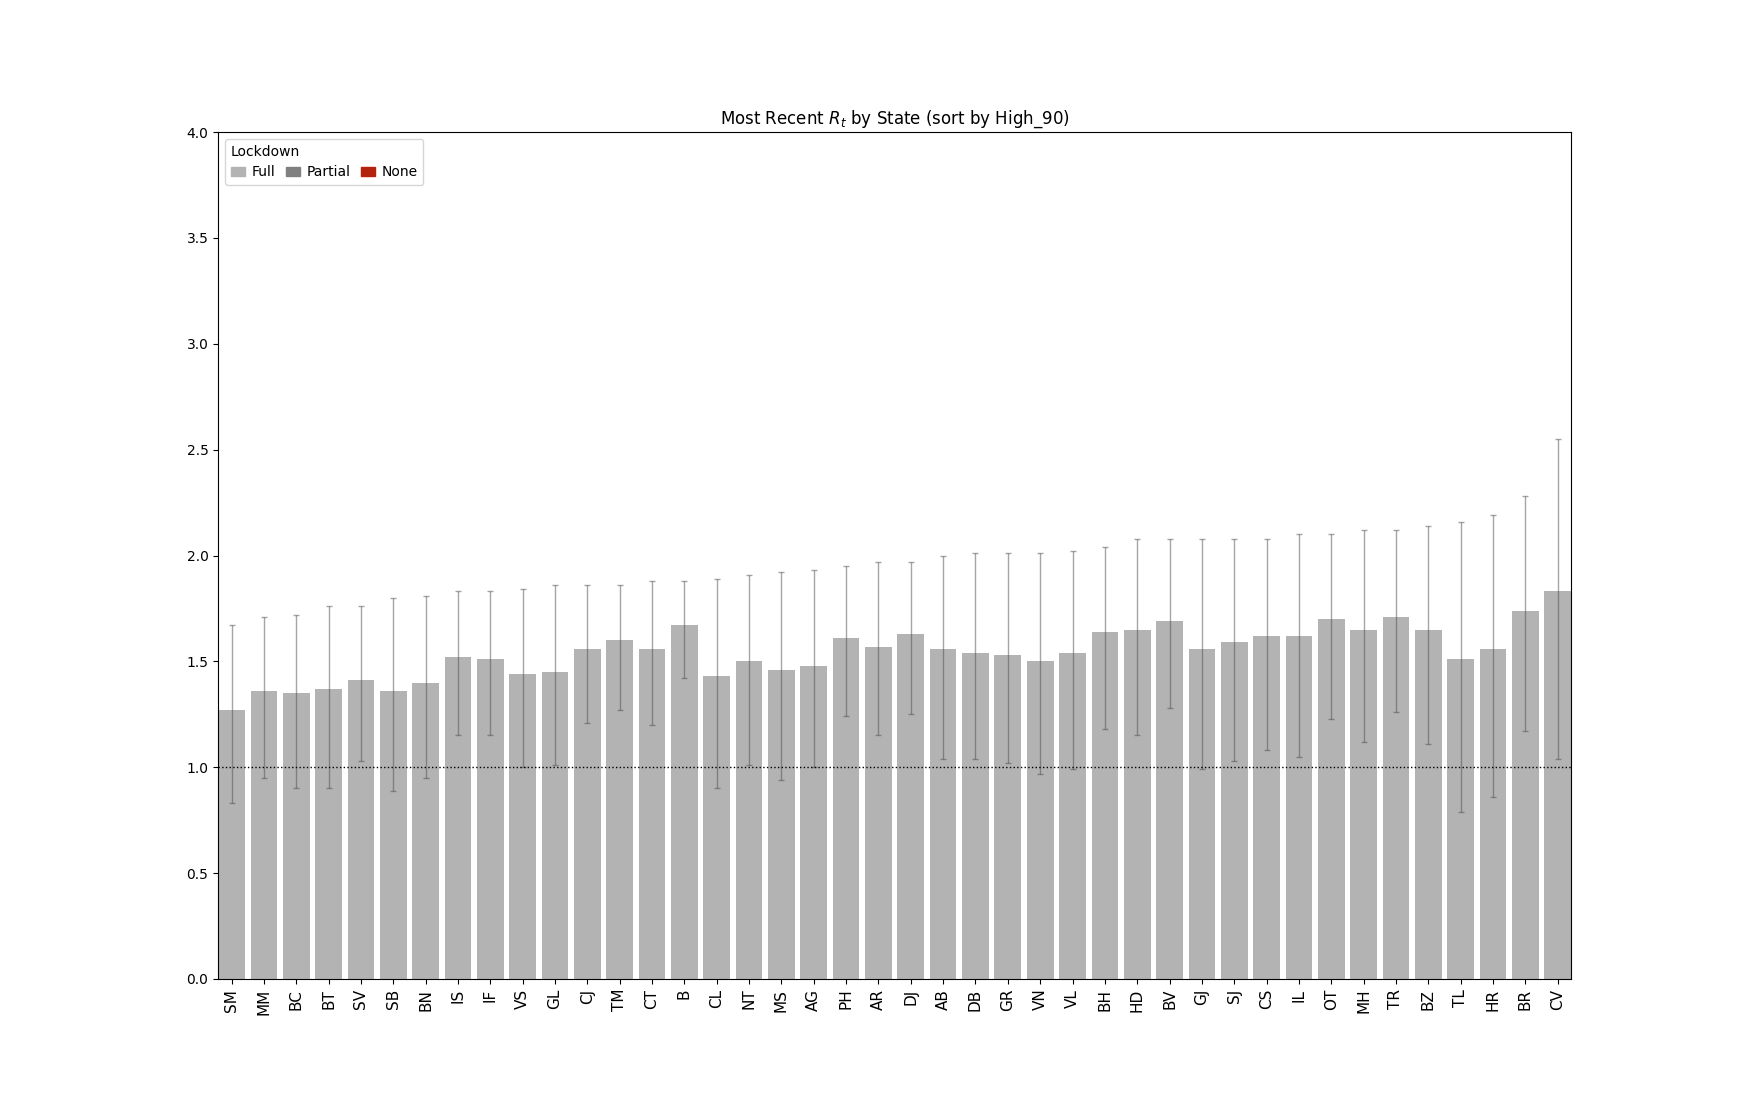 Most Recent R_t by State (sort by High_90)
4.0
Lockdown
Full Partial None
3.5
3.0
2.5
2.0
1.5
1.0
0.5
0.0
SM MM BC BT SV SB BN IS IF VS GL CJ TM CT B CL NT MS AG PH AR DJ AB DB GR VN VL BH HD BV GJ SJ CS IL OT MH TR BZ TL HR BR CV